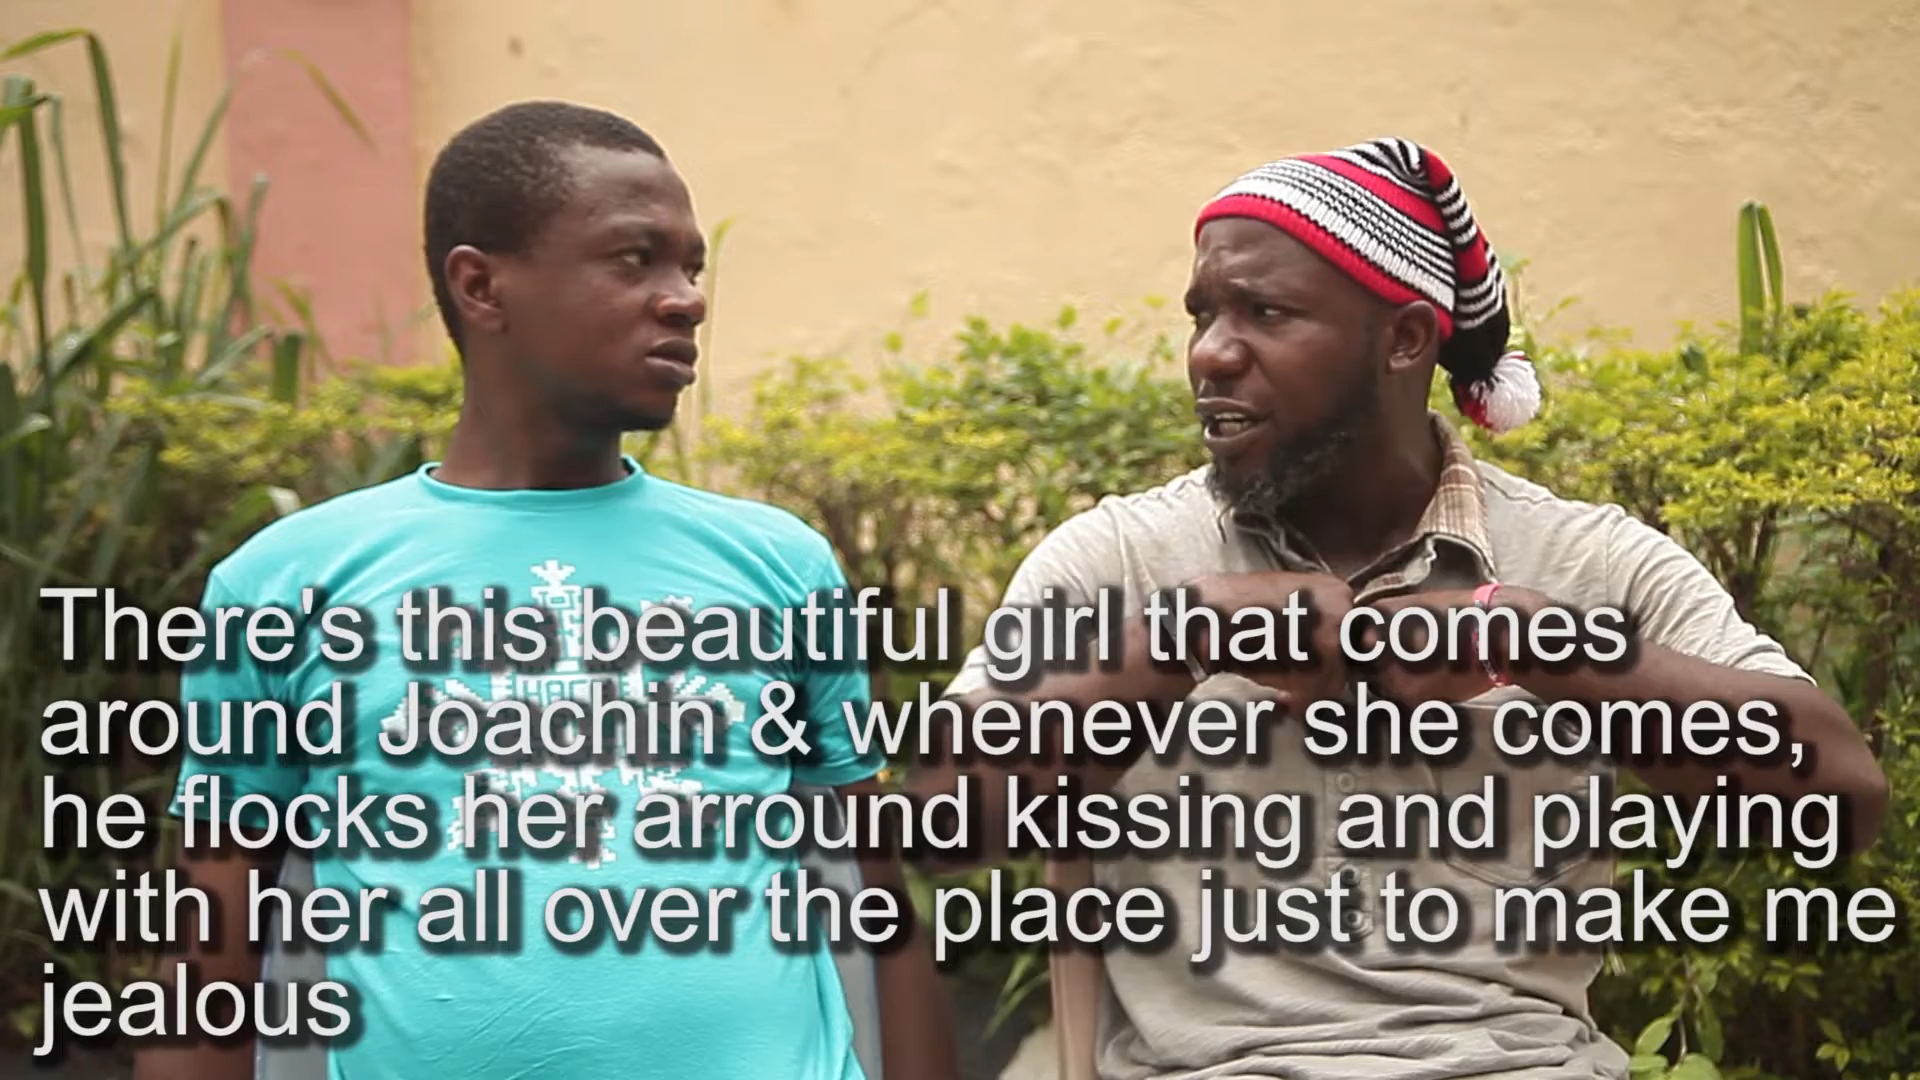 There's this beautiful girl that comes
around Joachin & whenever she comes,
he flocks her arround kissing and playing
with her all over the place just to make me
jealous